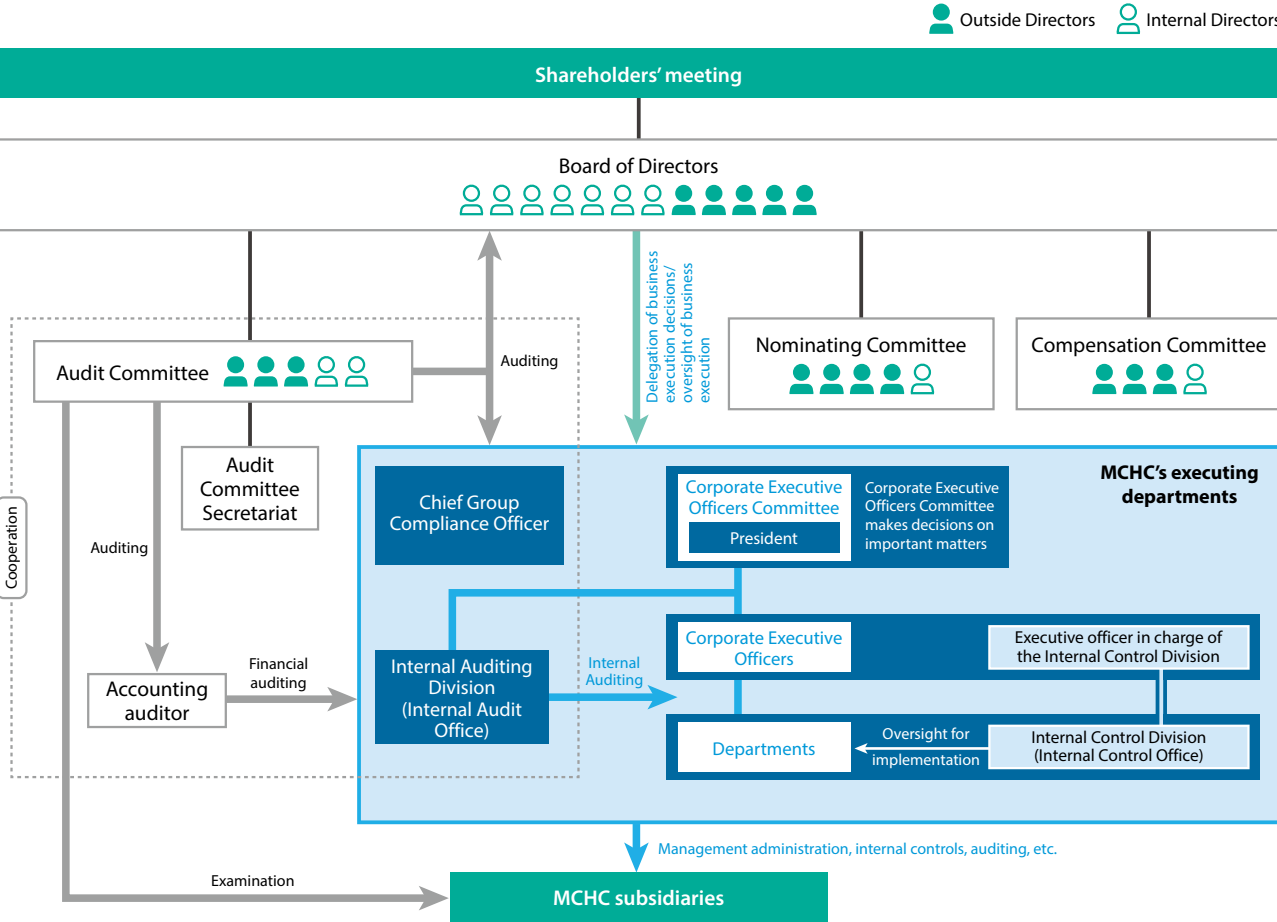 Outside Directors
Internal Directors
Shareholders' meeting
Board of Directors
Delegation of business
execution decisions/
oversight of business
execution
Auditing
Audit Committee
Nominating Committee
Compensation Committee
Audit
Committee
Secretariat
Cooperation
Auditing
Chief Group
Compliance Officer
Corporate Executive
Officers Committee
President
Corporate Executive
Officers Committee
makes decisions on
important matters
MCHC's executing
departments
Accounting
auditor
Financial
auditing
Internal Auditing
Division
(Internal Audit
Office)
Internal
Auditing
Corporate Executive
Officers
Executive officer in charge of
the Internal Control Division
Departments
Oversight for
implementation
Internal Control Division
(Internal Control Office)
Management administration, internal controls, auditing, etc.
Examination
MCHC subsidiaries